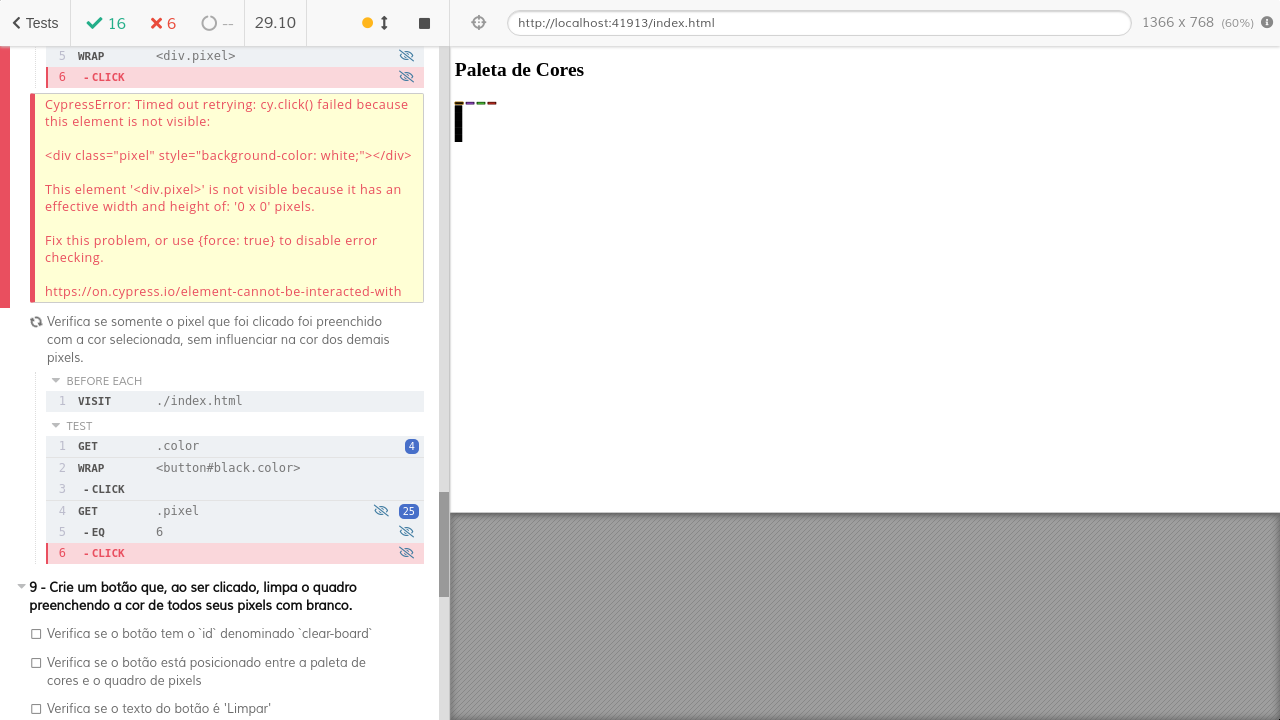 Tests
16
6
--
29.10
http://localhost:41913/index.html
1366 x 768 (60%)
5 WRAP <div.pixel>
6 - CLICK
CypressError: Timed out retrying: cy.click() failed because
this element is not visible:
<div class="pixel" style="background-color: white;"></div>
This element '<div.pixel>' is not visible because it has an
effective width and height of: '0 x 0' pixels.
Fix this problem, or use {force: true} to disable error
checking.
https://on.cypress.io/element-cannot-be-interacted-with
Verifica se somente o pixel que foi clicado foi preenchido
com a cor selecionada, sem influenciar na cor dos demais
pixels.
BEFORE EACH
1 VISIT ./index.html
TEST
1 GET .color 4
2 WRAP <button#black.color>
3 - CLICK
4 GET .pixel 25
5 - EQ 6
6 - CLICK
9 - Crie um botão que, ao ser clicado, limpa o quadro
preenchendo a cor de todos seus pixels com branco.
Verifica se o botão tem o `id` denominado `clear-board`
Verifica se o botão está posicionado entre a paleta de
cores e o quadro de pixels
Verifica se o texto do botão é 'Limpar'
Paleta de Cores